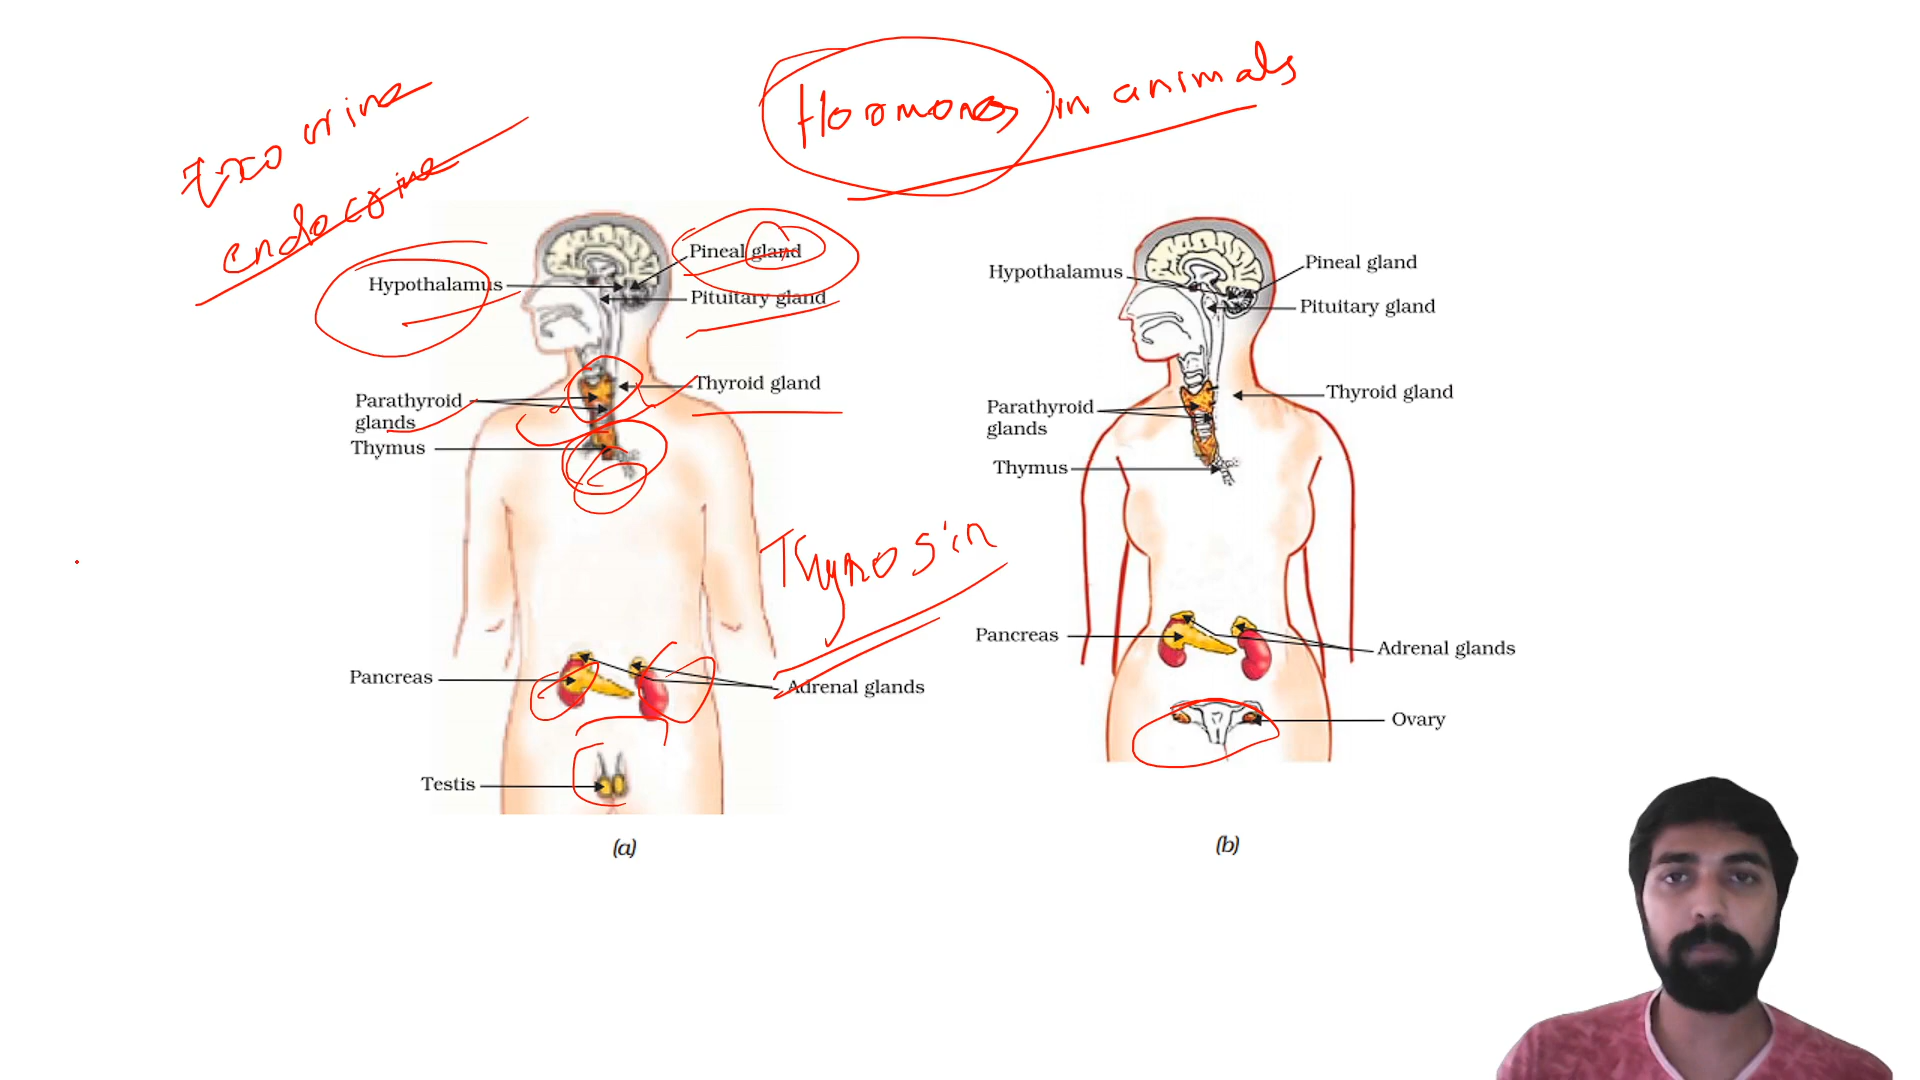 Hormones in animals
Exocrine
endocrine
Hypothalamus
Pineal gland
Pituitary gland
Thyroid gland
Parathyroid
glands
Thymus
Thyrosin
Pancreas
Adrenal glands
Testis
(a)
Hypothalamus
Pineal gland
Pituitary gland
Thyroid gland
Parathyroid
glands
Thymus
Pancreas
Adrenal glands
Ovary
(b)